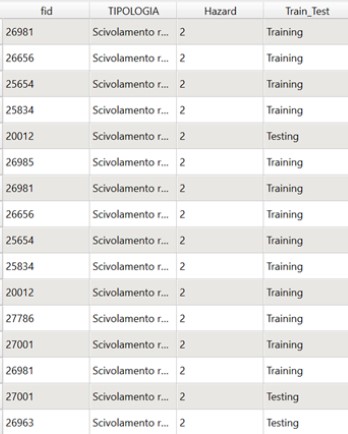 fid TIPOLOGIA Hazard Train_Test
26981 Scivolamento r... 2 Training
26656 Scivolamento r... 2 Training
25654 Scivolamento r... 2 Training
25834 Scivolamento r... 2 Training
20012 Scivolamento r... 2 Testing
26985 Scivolamento r... 2 Training
26981 Scivolamento r... 2 Training
26656 Scivolamento r... 2 Training
25654 Scivolamento r... 2 Training
25834 Scivolamento r... 2 Training
20012 Scivolamento r... 2 Training
27786 Scivolamento r... 2 Training
27001 Scivolamento r... 2 Training
26981 Scivolamento r... 2 Training
27001 Scivolamento r... 2 Testing
26963 Scivolamento r... 2 Testing